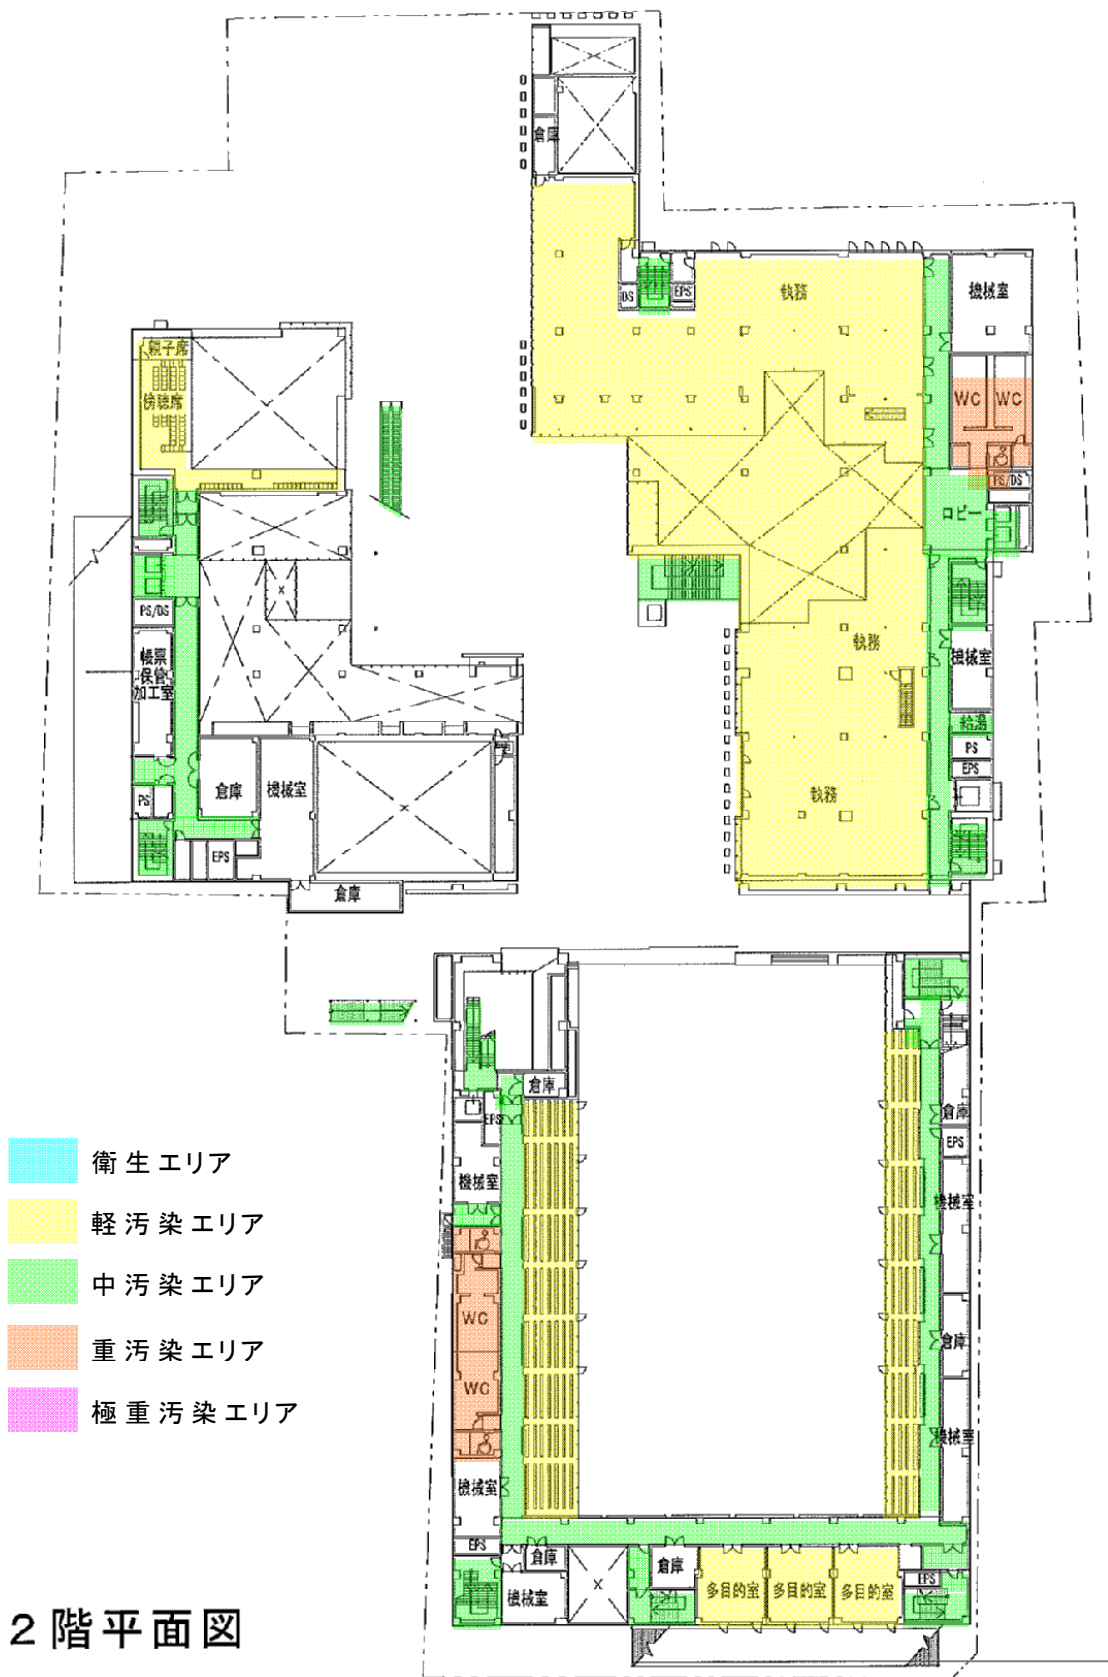 倉庫
執務
DS
EPS
機械室
親子席
傍聴席
WC
WC
PS/DS
ロビー
PS/DS
帳票
保管
加工室
執務
機械室
給湯
PS
EPS
倉庫
機械室
PS
執務
EPS
倉庫
倉庫
EPS
倉庫
EPS
機械室
機械室
WC
倉庫
WC
機械室
機械室
EPS
倉庫
倉庫
EPS
機械室
多目的室
多目的室
多目的室
衛生エリア
軽汚染エリア
中汚染エリア
重汚染エリア
極重汚染エリア
2階平面図